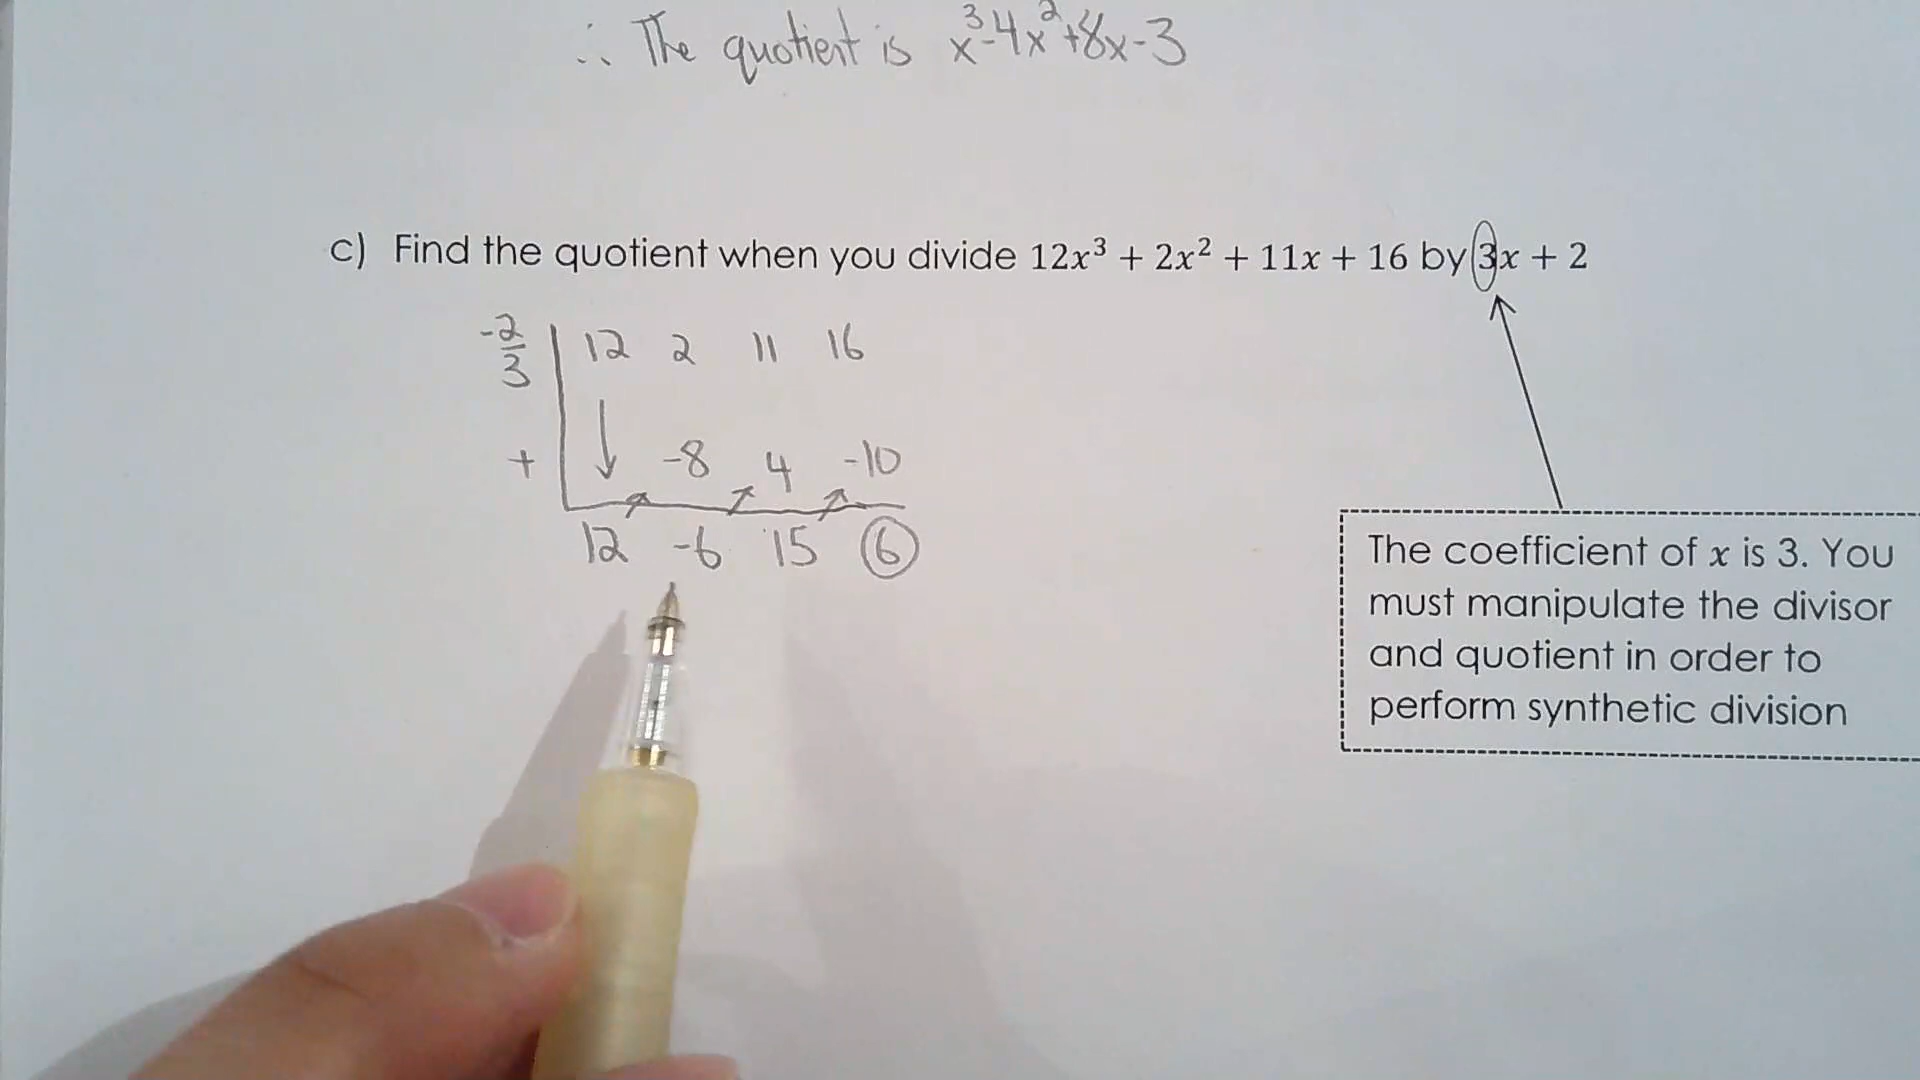 ∴ The quotient is x³-4x²+8x-3
c) Find the quotient when you divide 12x³ + 2x² + 11x + 16 by 3x + 2
-2/3 12 2 11 16
+ -8 4 -10
12 -6 15 6
The coefficient of x is 3. You
must manipulate the divisor
and quotient in order to
perform synthetic division